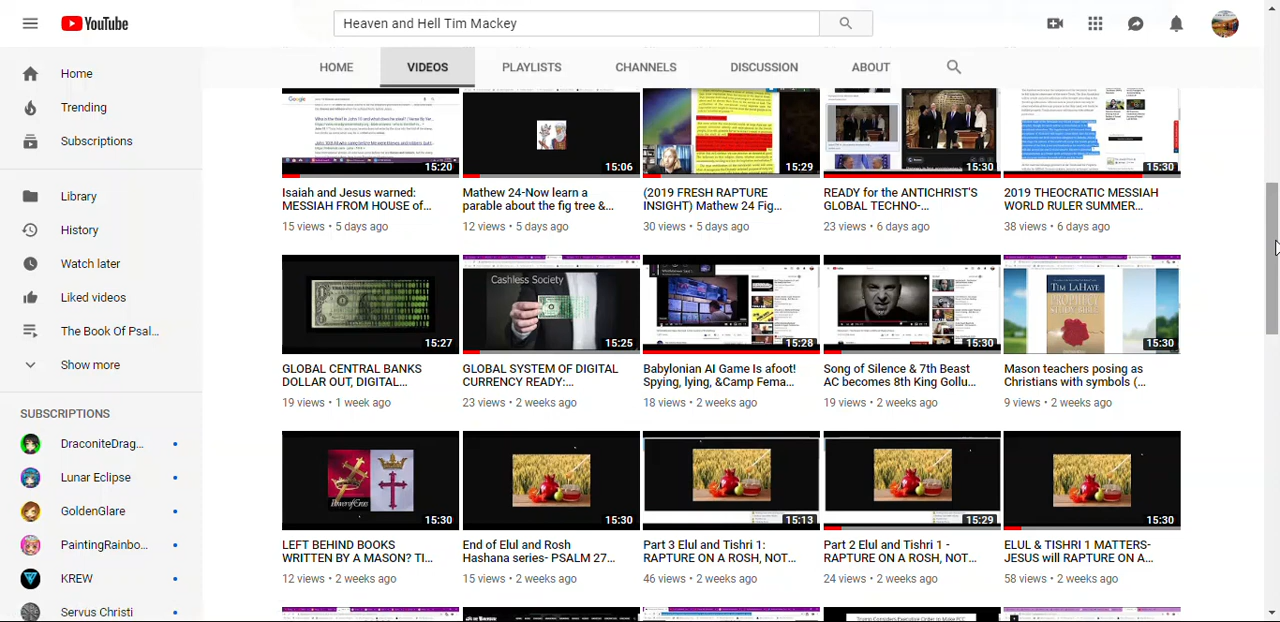 YouTube
Heaven and Hell Tim Mackey
HOME VIDEOS PLAYLISTS CHANNELS DISCUSSION ABOUT
Home
Trending
Subscriptions
Library
History
Watch later
Liked videos
The Book Of Psal...
Show more
SUBSCRIPTIONS
DraconiteDrag...
Lunar Eclipse
GoldenGlare
PaintingRainbo...
KREW
Servus Christi
Google
15:20
15:29
15:30
15:30
Isaiah and Jesus warned:
MESSIAH FROM HOUSE of...
15 views • 5 days ago
Mathew 24-Now learn a
parable about the fig tree &...
12 views • 5 days ago
(2019 FRESH RAPTURE
INSIGHT) Mathew 24 Fig...
30 views • 5 days ago
READY for the ANTICHRIST'S
GLOBAL TECHNO-...
23 views • 6 days ago
2019 THEOCRATIC MESSIAH
WORLD RULER SUMMER...
38 views • 6 days ago
15:27
Cashless Society
15:25
15:28
15:30
TIM LAHAYE
PROPHECY
STUDY BIBLE
15:30
GLOBAL CENTRAL BANKS
DOLLAR OUT, DIGITAL...
19 views • 1 week ago
GLOBAL SYSTEM OF DIGITAL
CURRENCY READY:...
23 views • 2 weeks ago
Babylonian AI Game Is afoot!
Spying, lying, &Camp Fema...
18 views • 2 weeks ago
Song of Silence & 7th Beast
AC becomes 8th King Gollu...
19 views • 2 weeks ago
Mason teachers posing as
Christians with symbols (...
9 views • 2 weeks ago
15:30
15:30
15:13
15:29
15:30
LEFT BEHIND BOOKS
WRITTEN BY A MASON? TI...
12 views • 2 weeks ago
End of Elul and Rosh
Hashana series- PSALM 27...
15 views • 2 weeks ago
Part 3 Elul and Tishri 1:
RAPTURE ON A ROSH, NOT...
46 views • 2 weeks ago
Part 2 Elul and Tishri 1 -
RAPTURE ON A ROSH, NOT...
24 views • 2 weeks ago
ELUL & TISHRI 1 MATTERS-
JESUS will RAPTURE ON A...
58 views • 2 weeks ago